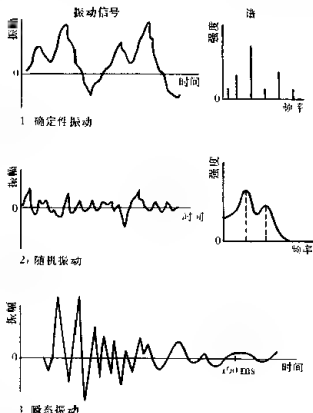 振动信号 谱
振幅
强度
0
时间
频率
1 确定性振动
振幅
强度
0
时间
频率
2, 随机振动
振幅
0
100 ms
时间
3 瞬态振动